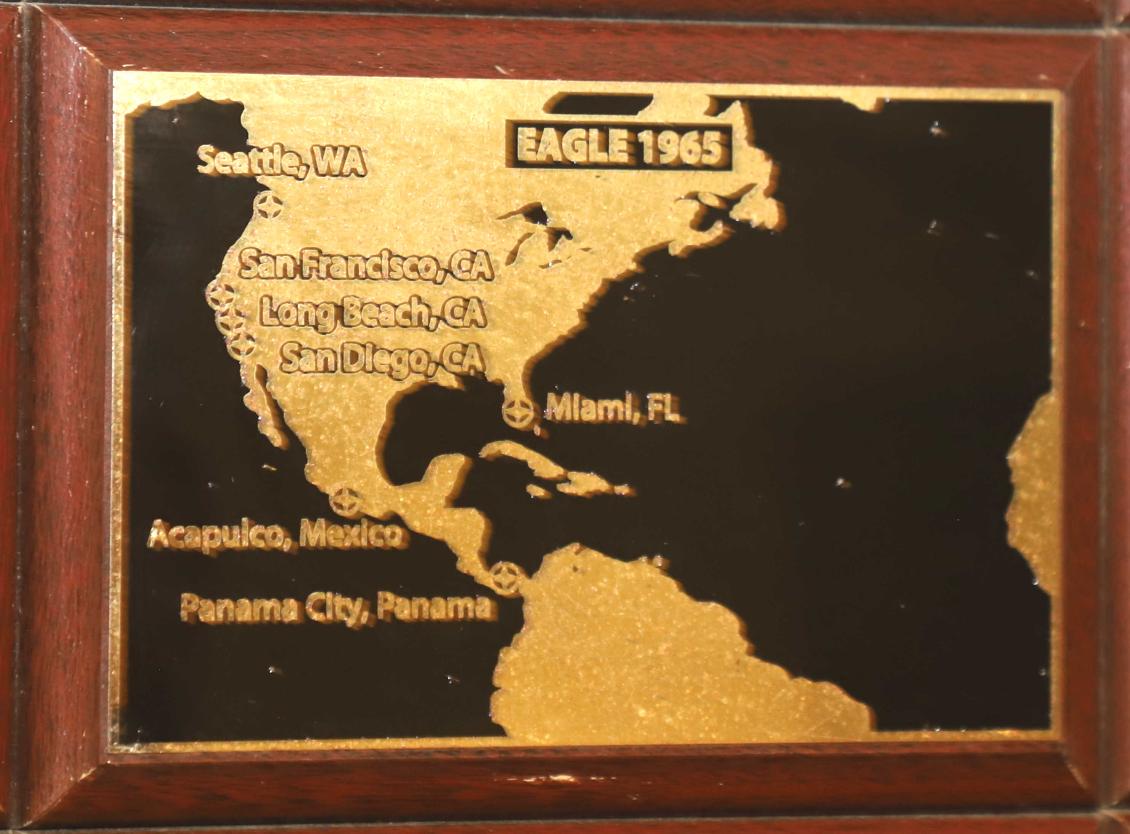 EAGLE 1965
Seattle, WA
San Francisco, CA
Long Beach, CA
San Diego, CA
Miami, FL
Acapulco, Mexico
Panama City, Panama